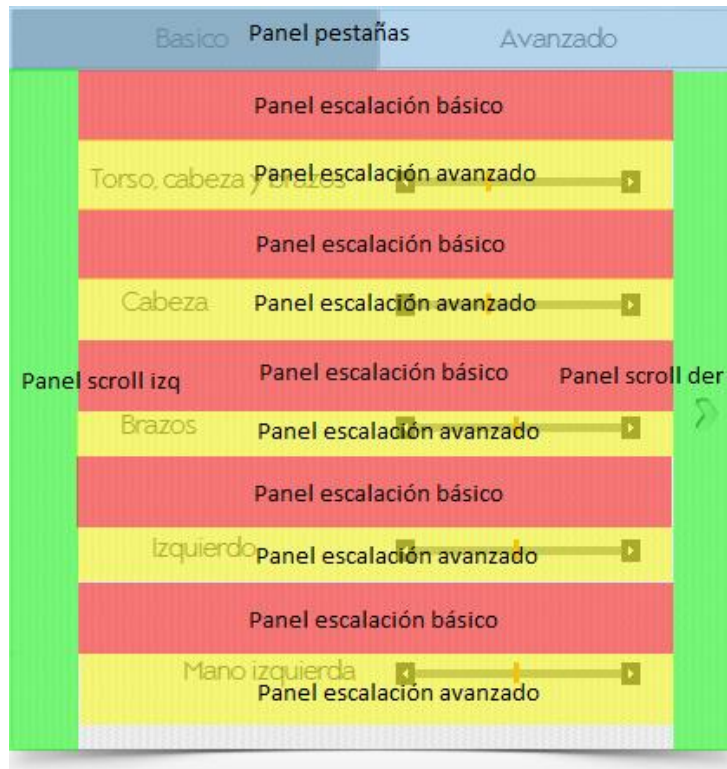 Basico Panel pestañas Avanzado
Panel escalación básico
Torso, cabeza y brazos Panel escalación avanzado
Panel escalación básico
Cabeza Panel escalación avanzado
Panel scroll izq Panel escalación básico Panel scroll der
Brazos Panel escalación avanzado
Panel escalación básico
Izquierdo Panel escalación avanzado
Panel escalación básico
Mano izquierda
Panel escalación avanzado